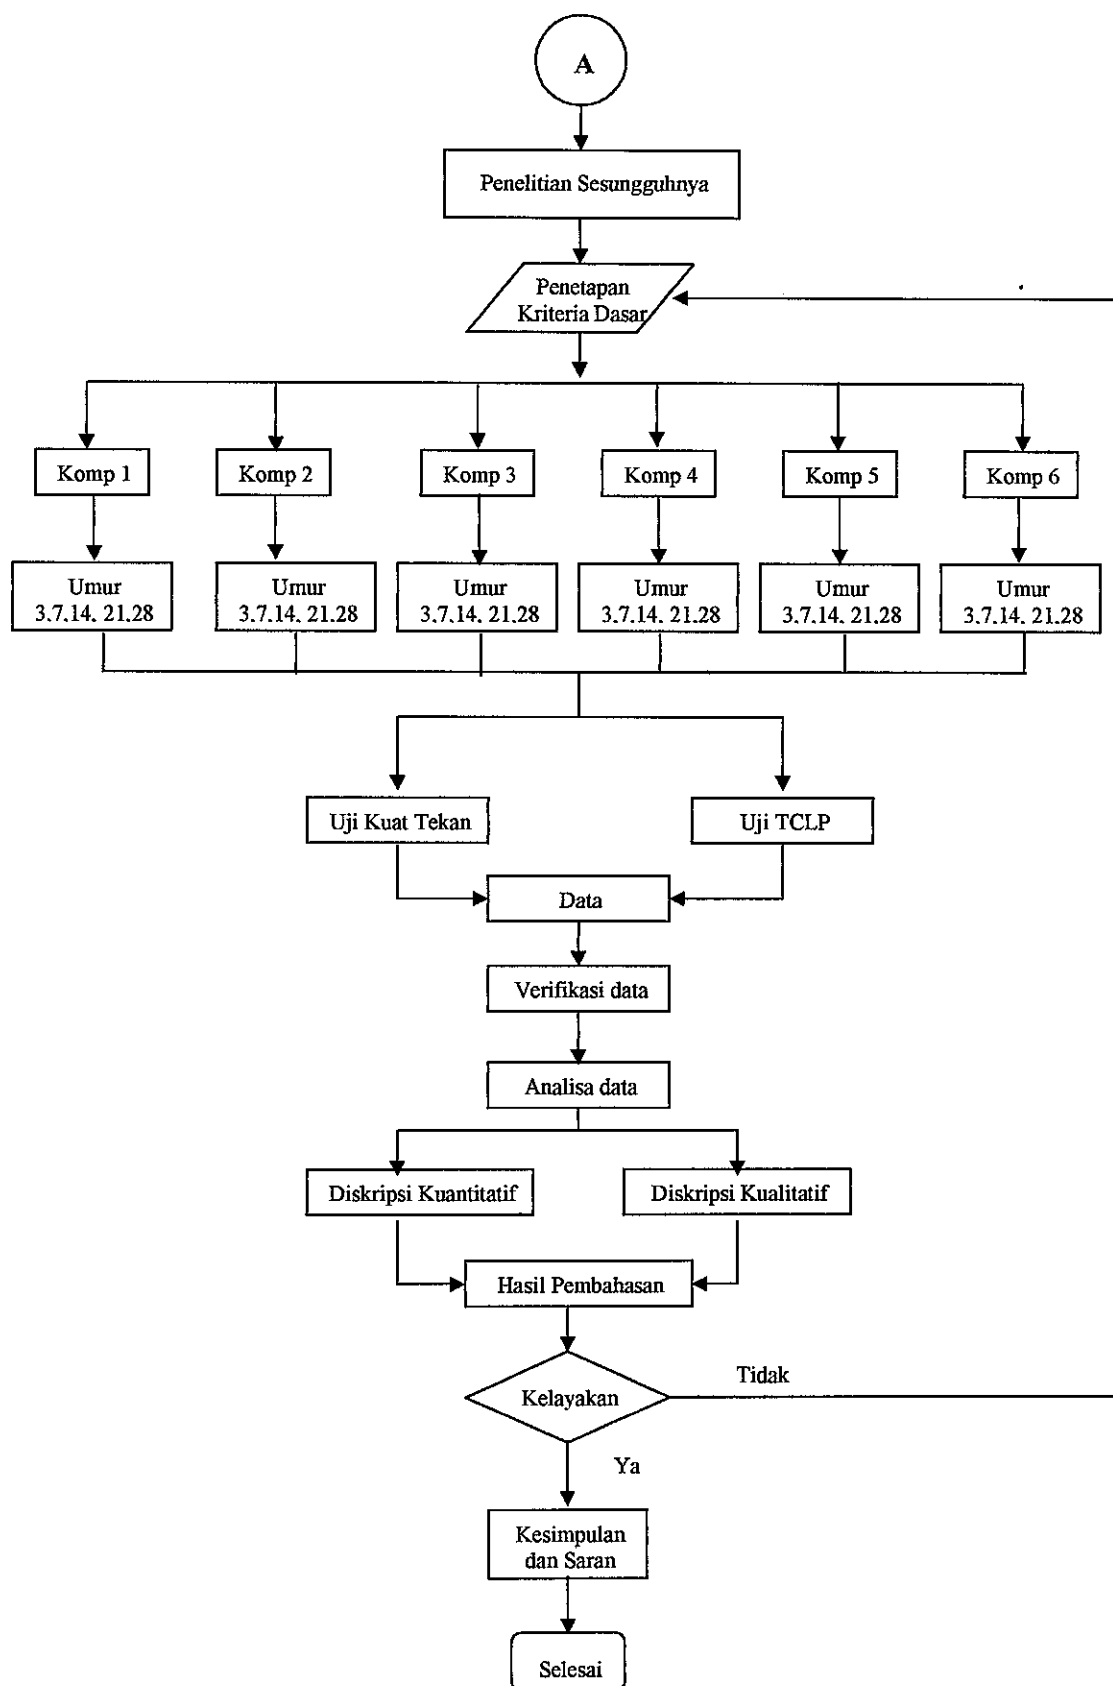 A
Penelitian Sesungguhnya
Penetapan
Kriteria Dasar
Komp 1
Komp 2
Komp 3
Komp 4
Komp 5
Komp 6
Umur
3.7.14. 21.28
Umur
3.7.14. 21.28
Umur
3.7.14. 21.28
Umur
3.7.14. 21.28
Umur
3.7.14. 21.28
Umur
3.7.14. 21.28
Uji Kuat Tekan
Uji TCLP
Data
Verifikasi data
Analisa data
Diskripsi Kuantitatif
Diskripsi Kualitatif
Hasil Pembahasan
Kelayakan
Tidak
Ya
Kesimpulan
dan Saran
Selesai